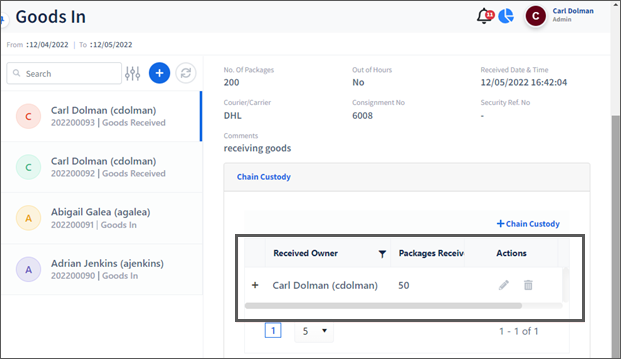 Goods In
21
Carl Dolman
Admin
From :12/04/2022 | To :12/05/2022
Search
C
Carl Dolman (cdolman)
202200093 | Goods Received
C
Carl Dolman (cdolman)
202200092 | Goods Received
A
Abigail Galea (agalea)
202200091 | Goods In
A
Adrian Jenkins (ajenkins)
202200090 | Goods In
No. Of Packages
Out of Hours
Received Date & Time
200
No
12/05/2022 16:42:04
Courier/Carrier
Consignment No
Security Ref. No
DHL
6008
-
Comments
receiving goods
Chain Custody
+ Chain Custody
Received Owner
Packages Receiv
Actions
+ Carl Dolman (cdolman)
50
1
5
1 - 1 of 1